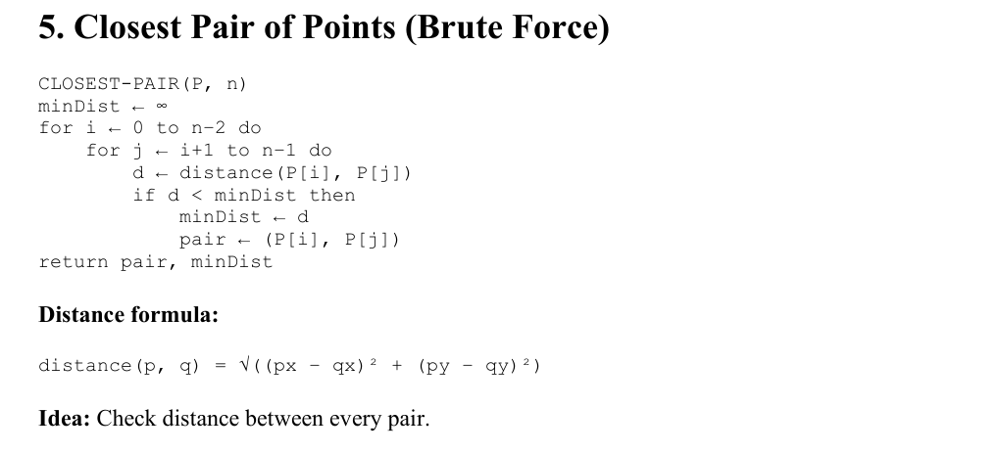 5. Closest Pair of Points (Brute Force)
CLOSEST-PAIR(P, n)
minDist ← ∞
for i ← 0 to n-2 do
    for j ← i+1 to n-1 do
        d ← distance(P[i], P[j])
        if d < minDist then
            minDist ← d
            pair ← (P[i], P[j])
return pair, minDist
Distance formula:
distance(p, q) = √((px - qx)² + (py - qy)²)
Idea: Check distance between every pair.